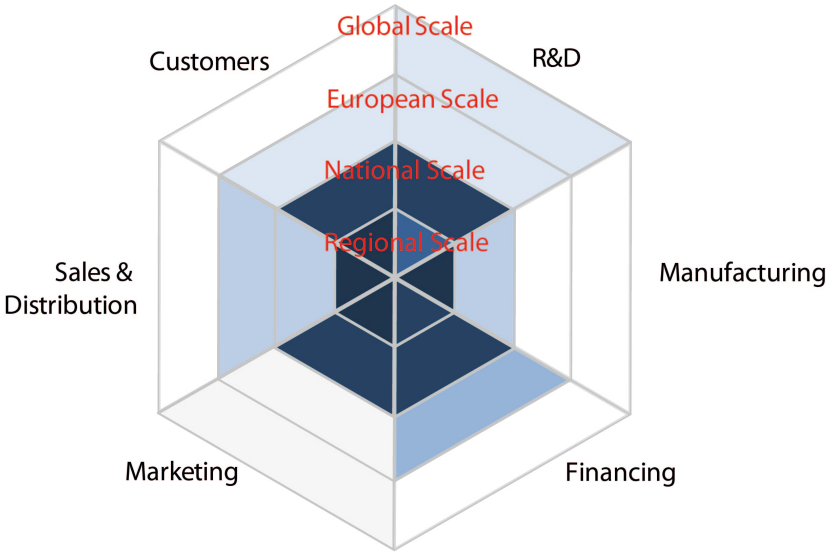 Global Scale
Customers
R&D
European Scale
National Scale
Regional Scale
Sales &
Distribution
Manufacturing
Marketing
Financing